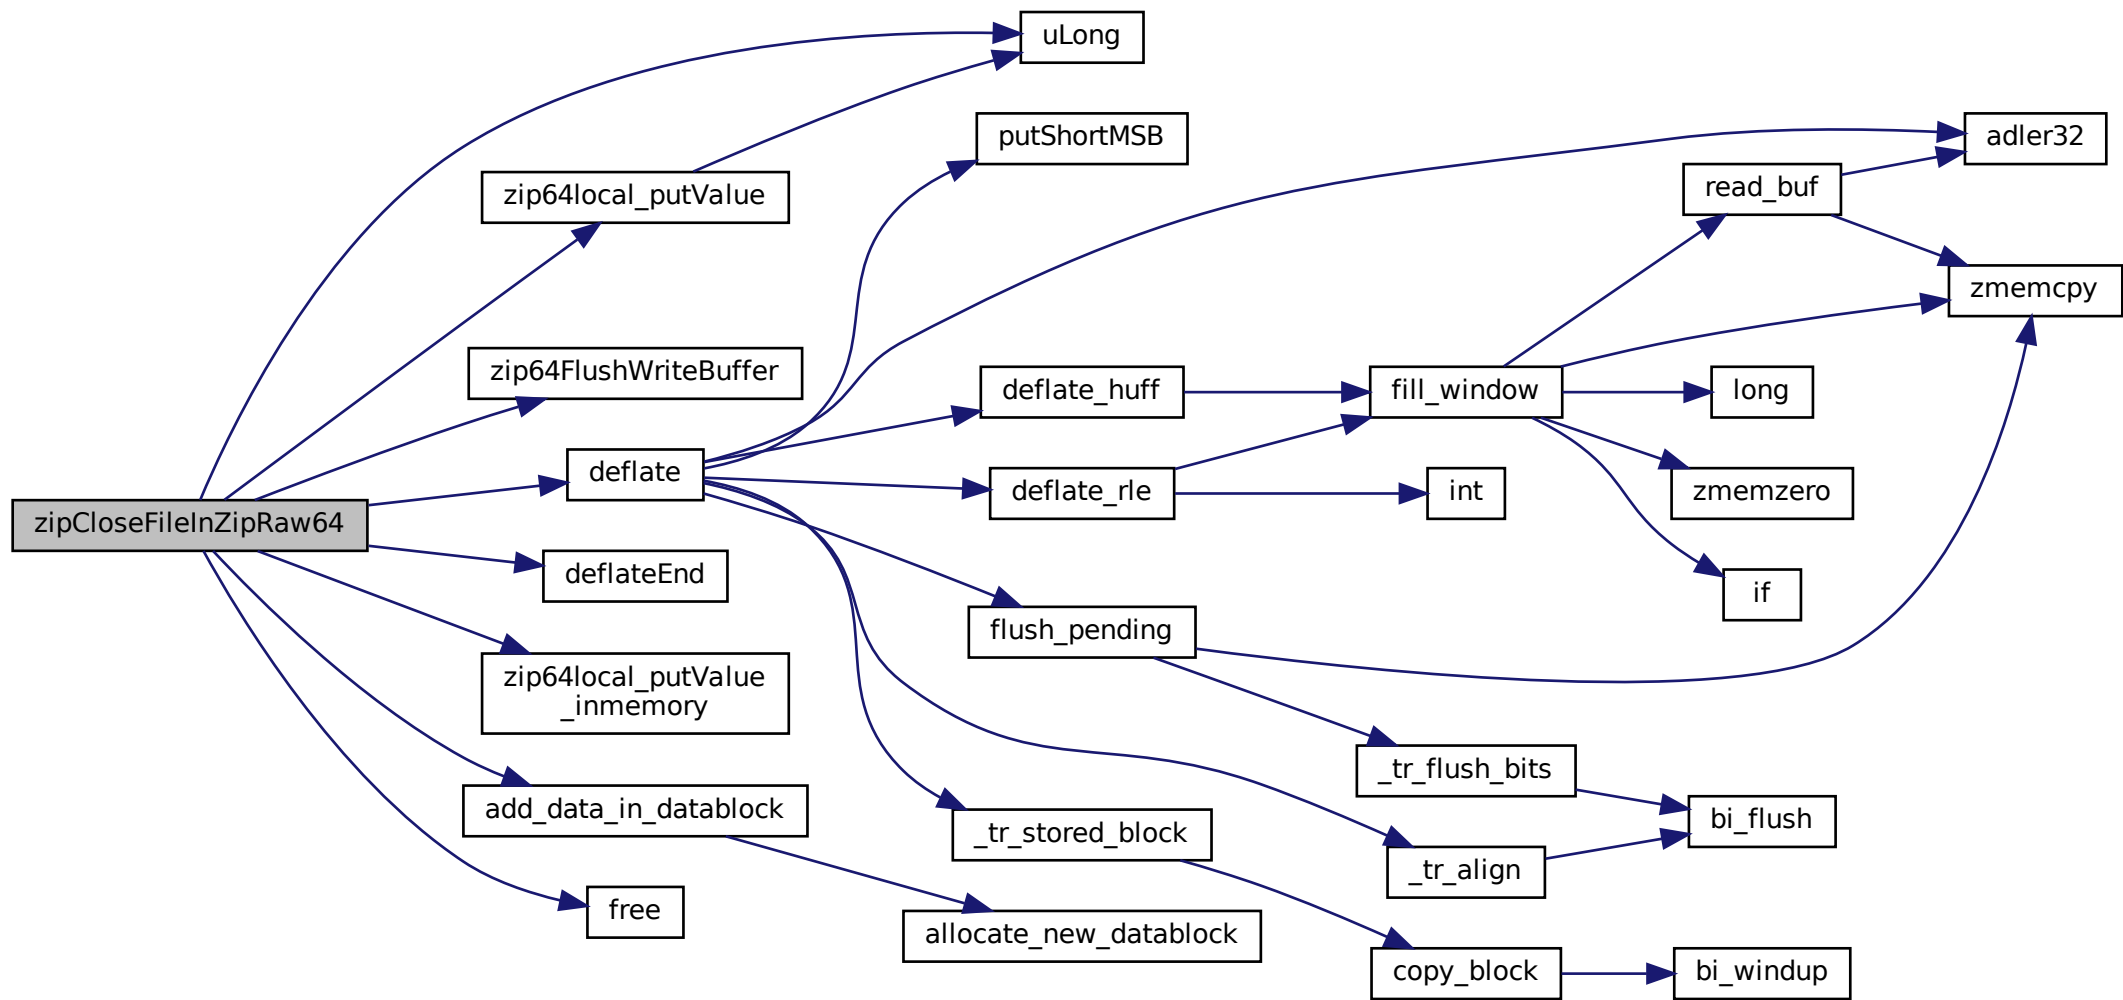 uLong
putShortMSB
adler32
read_buf
zip64local_putValue
zmemcpy
zip64FlushWriteBuffer
deflate_huff
fill_window
long
deflate
deflate_rle
int
zmemzero
zipCloseFileInZipRaw64
deflateEnd
if
flush_pending
zip64local_putValue
_inmemory
_tr_flush_bits
add_data_in_datablock
_tr_stored_block
bi_flush
_tr_align
free
allocate_new_datablock
copy_block
bi_windup